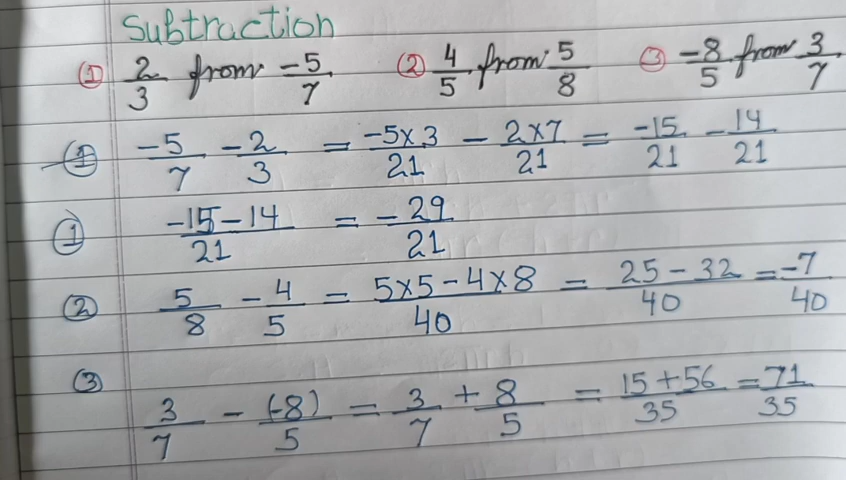 Subtraction
① 2/3 from -5/7 ② 4/5 from 5/8 ③ -8/5 from 3/7
① -5/7 - 2/3 = -5×3/21 - 2×7/21 = -15/21 - 14/21
① -15-14/21 = -29/21
② 5/8 - 4/5 = 5×5-4×8/40 = 25-32/40 = -7/40
③ 3/7 - (-8)/5 = 3/7 + 8/5 = 15+56/35 = 71/35